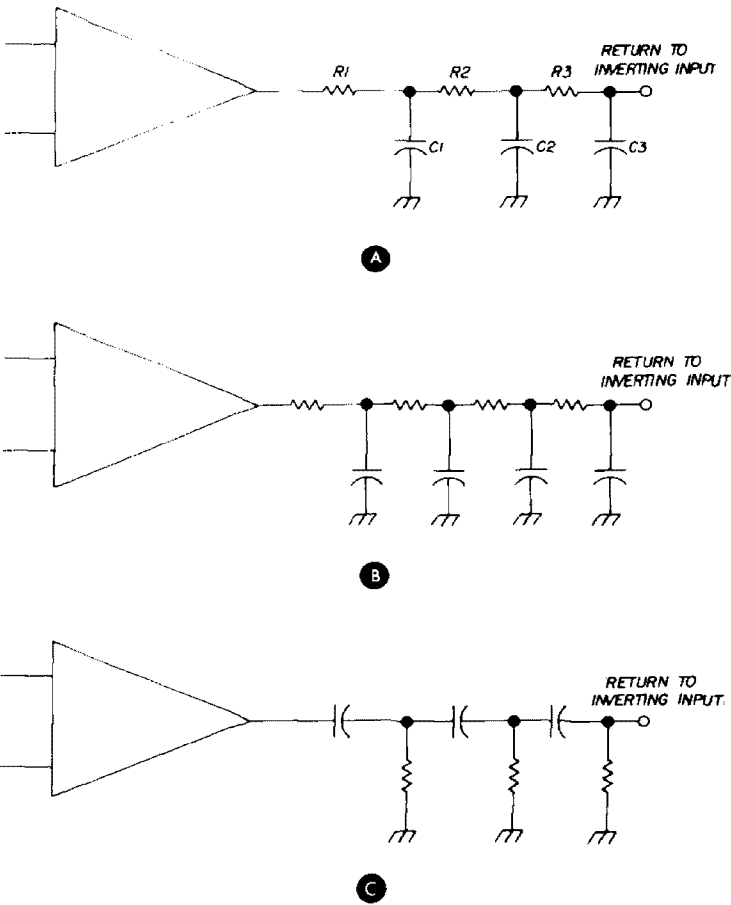 RETURN TO
INVERTING INPUT
R1
R2
R3
C1
C2
C3
A
RETURN TO
INVERTING INPUT
B
RETURN TO
INVERTING INPUT
C